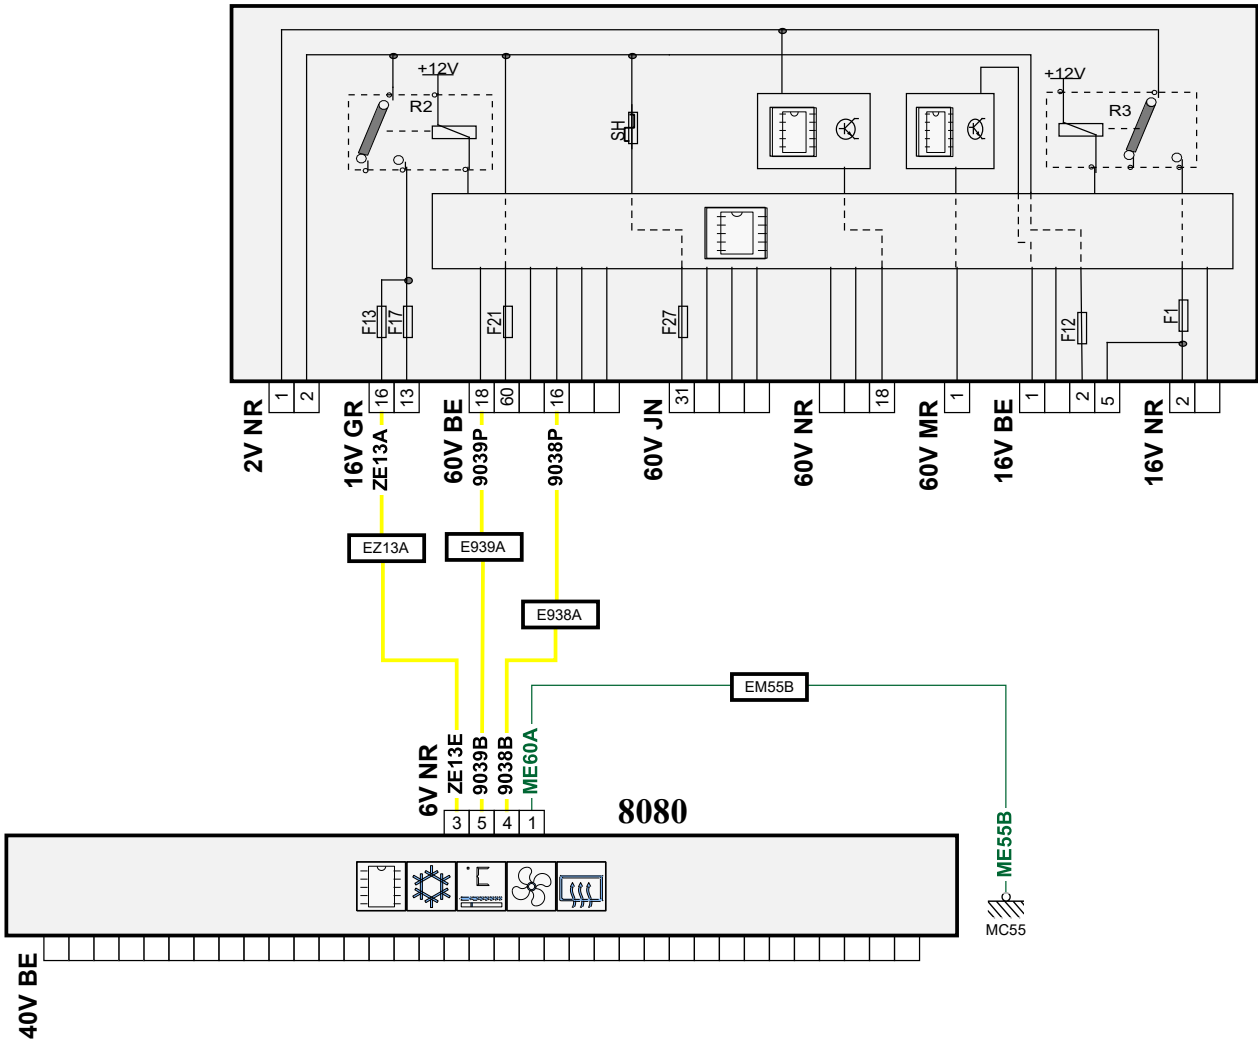 +12V
R2
SH
+12V
R3
F13
F17
F21
F27
F12
F1
1
2
16
13
18
60
16
31
18
1
1
2
5
2
2V NR
16V GR
60V BE
60V JN
60V NR
60V MR
16V BE
16V NR
ZE13A
9039P
9038P
EZ13A
E939A
E938A
EM55B
6V NR
ZE13E
9039B
9038B
ME60A
8080
3
5
4
1
ME55B
MC55
40V BE